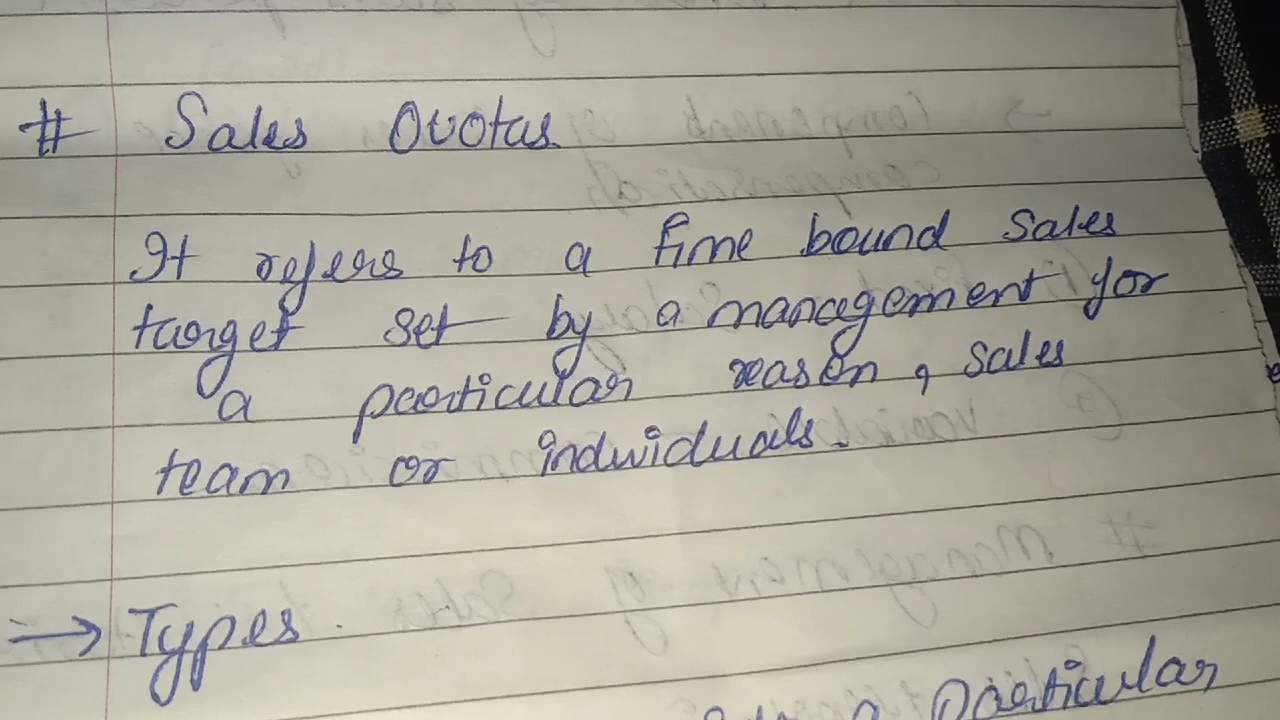 # Sales Quotas
It refers to a time bound sales
target set by a management for
a particular reason, sales
team or individuals.
→ Types.
a particular